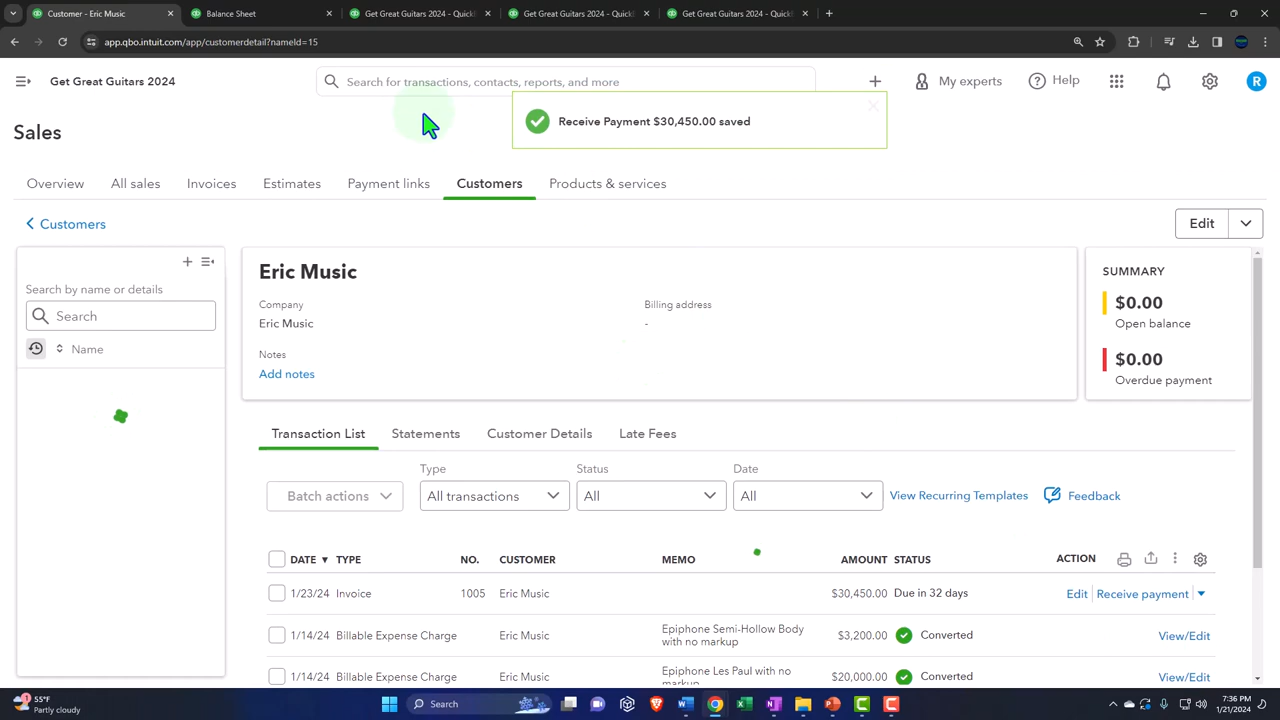 Customer - Eric Music
Balance Sheet
Get Great Guitars 2024 - Quick
Get Great Guitars 2024 - QuickE
Get Great Guitars 2024 - Quick
app.qbo.intuit.com/app/customerdetail?nameId=15
Get Great Guitars 2024
Search for transactions, contacts, reports, and more
My experts
Help
R
Receive Payment $30,450.00 saved
Sales
Overview
All sales
Invoices
Estimates
Payment links
Customers
Products & services
Customers
Edit
Search by name or details
Search
Name
Eric Music
Company
Eric Music
Billing address
-
Notes
Add notes
SUMMARY
$0.00
Open balance
$0.00
Overdue payment
Transaction List
Statements
Customer Details
Late Fees
Batch actions
Type
All transactions
Status
All
Date
All
View Recurring Templates
Feedback
DATE ▼ TYPE NO. CUSTOMER MEMO AMOUNT STATUS ACTION
1/23/24 Invoice 1005 Eric Music $30,450.00 Due in 32 days Edit Receive payment
1/14/24 Billable Expense Charge Eric Music Epiphone Semi-Hollow Body $3,200.00 Converted View/Edit
with no markup
1/14/24 Billable Expense Charge Eric Music Epiphone Les Paul with no $20,000.00 Converted View/Edit
markup
55°F
Partly cloudy
Search
7:36 PM
1/21/2024